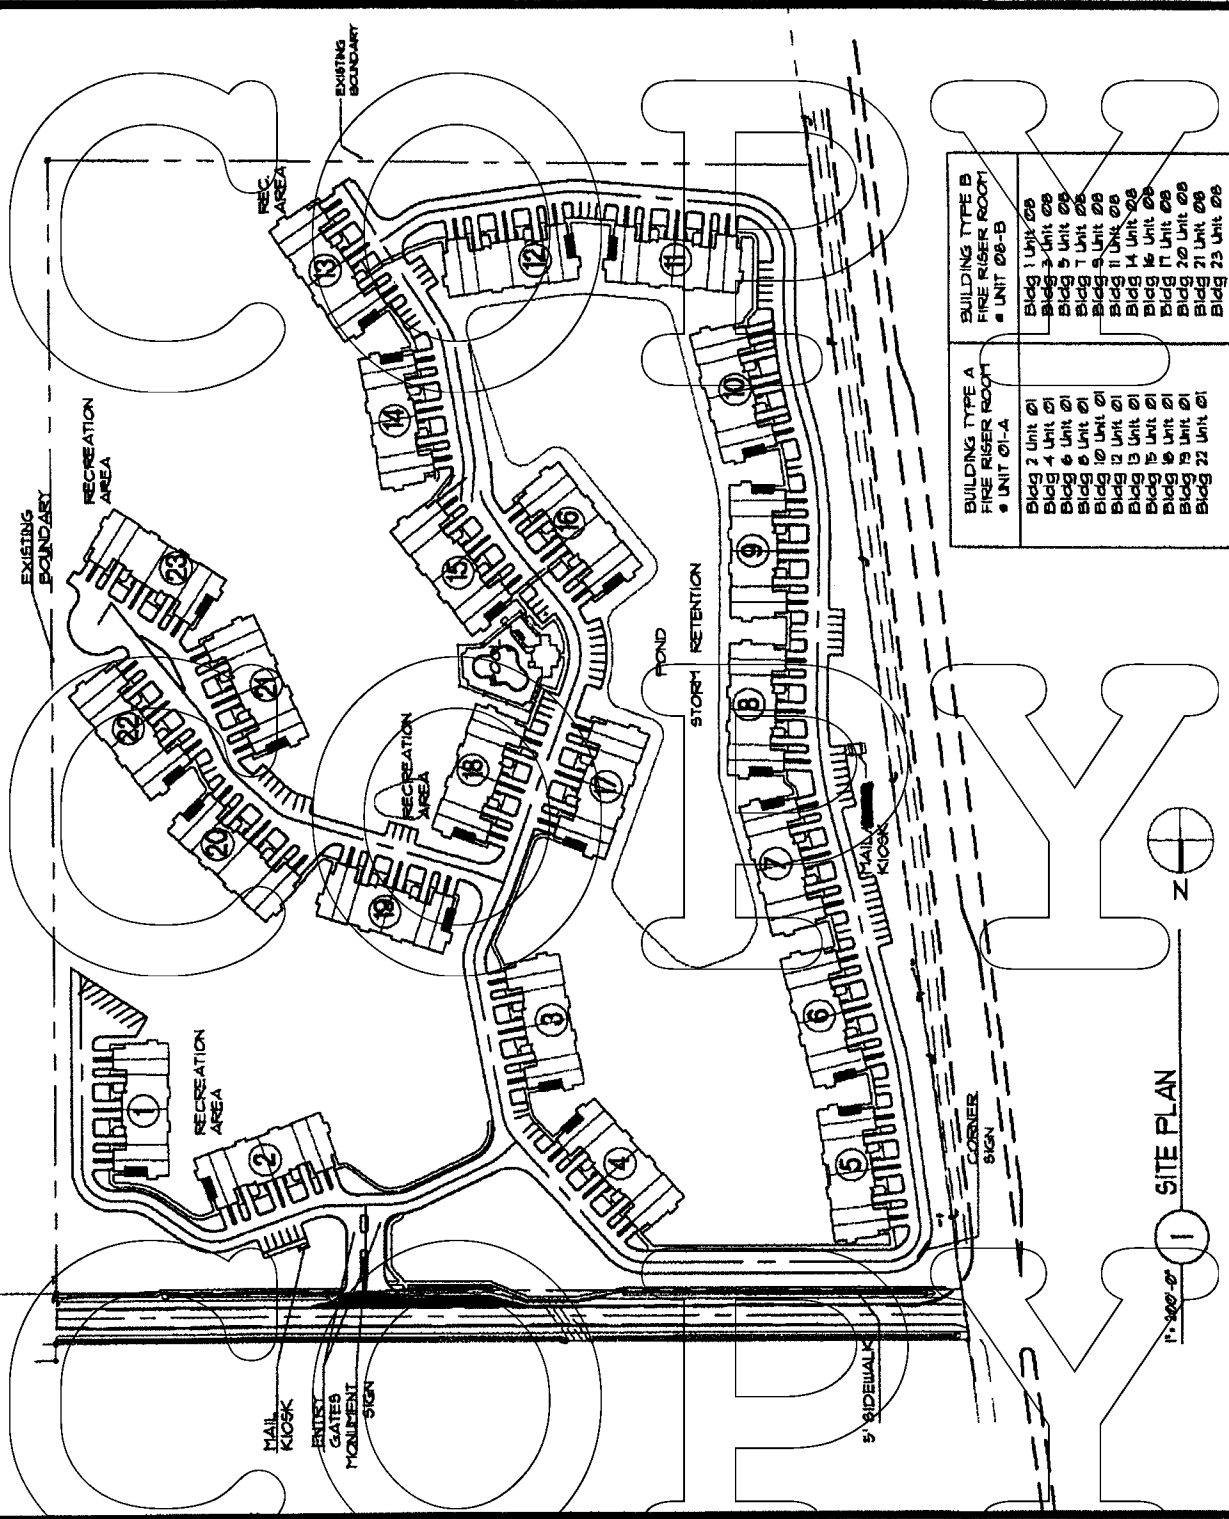 EXISTING
BOUNDARY
REC.
AREA
EXISTING
BOUNDARY
RECREATION
AREA
RECREATION
AREA
RECREATION
AREA
POND
STORM RETENTION
MAIL
KIOSK
MAIL
KIOSK
ENTRY
GATES
MONUMENT
SIGN
5' SIDEWALK
CORNER
SIGN
1
2
3
4
5
6
7
8
9
10
11
12
13
14
15
16
17
18
19
20
21
22
23
BUILDING TYPE A
FIRE RISER ROOM
@ UNIT 01-A
Bldg 2 Unit 01
Bldg 4 Unit 01
Bldg 6 Unit 01
Bldg 8 Unit 01
Bldg 10 Unit 01
Bldg 12 Unit 01
Bldg 13 Unit 01
Bldg 15 Unit 01
Bldg 18 Unit 01
Bldg 19 Unit 01
Bldg 22 Unit 01
BUILDING TYPE B
FIRE RISER ROOM
@ UNIT 08-B
Bldg 1 Unit 08
Bldg 3 Unit 08
Bldg 5 Unit 08
Bldg 7 Unit 08
Bldg 9 Unit 08
Bldg 11 Unit 08
Bldg 14 Unit 08
Bldg 16 Unit 08
Bldg 17 Unit 08
Bldg 20 Unit 08
Bldg 21 Unit 08
Bldg 23 Unit 08
N
1 SITE PLAN
1"=200'-0"
COPY
COPY
COPY